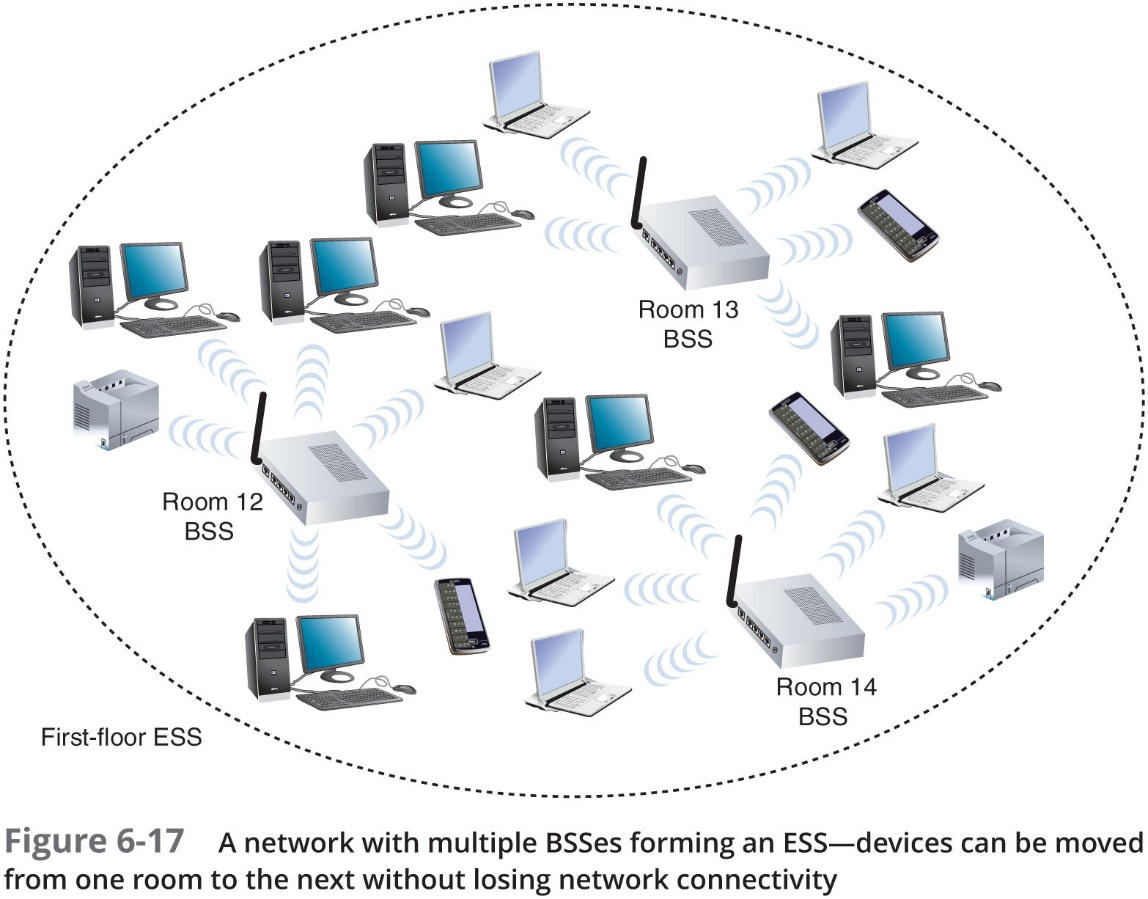 Room 13
BSS
Room 12
BSS
Room 14
BSS
First-floor ESS
Figure 6-17 A network with multiple BSSes forming an ESS—devices can be moved
from one room to the next without losing network connectivity